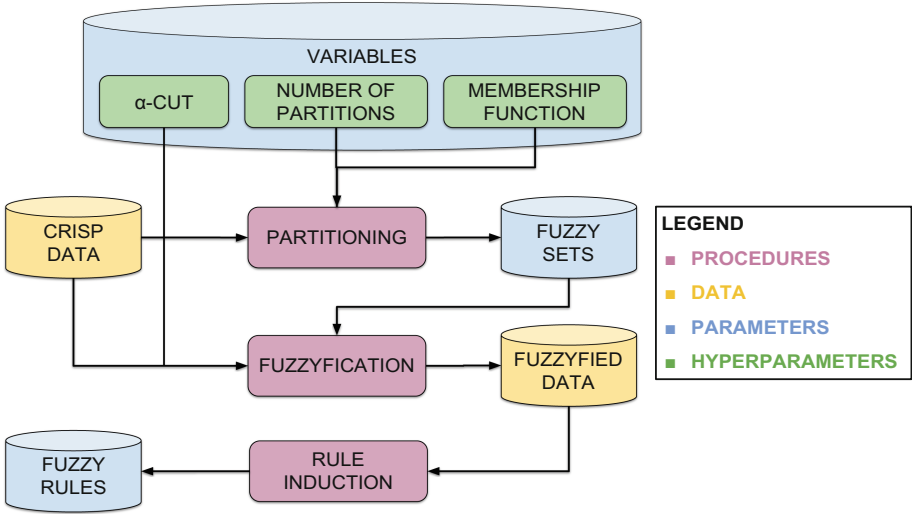 VARIABLES
α-CUT
NUMBER OF
PARTITIONS
MEMBERSHIP
FUNCTION
CRISP
DATA
PARTITIONING
FUZZY
SETS
FUZZYFICATION
FUZZYFIED
DATA
FUZZY
RULES
RULE
INDUCTION
LEGEND
PROCEDURES
DATA
PARAMETERS
HYPERPARAMETERS